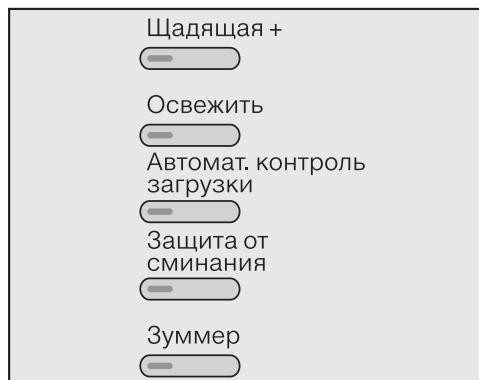 Щадящая +
Освежить
Автомат. контроль
загрузки
Защита от
сминания
Зуммер